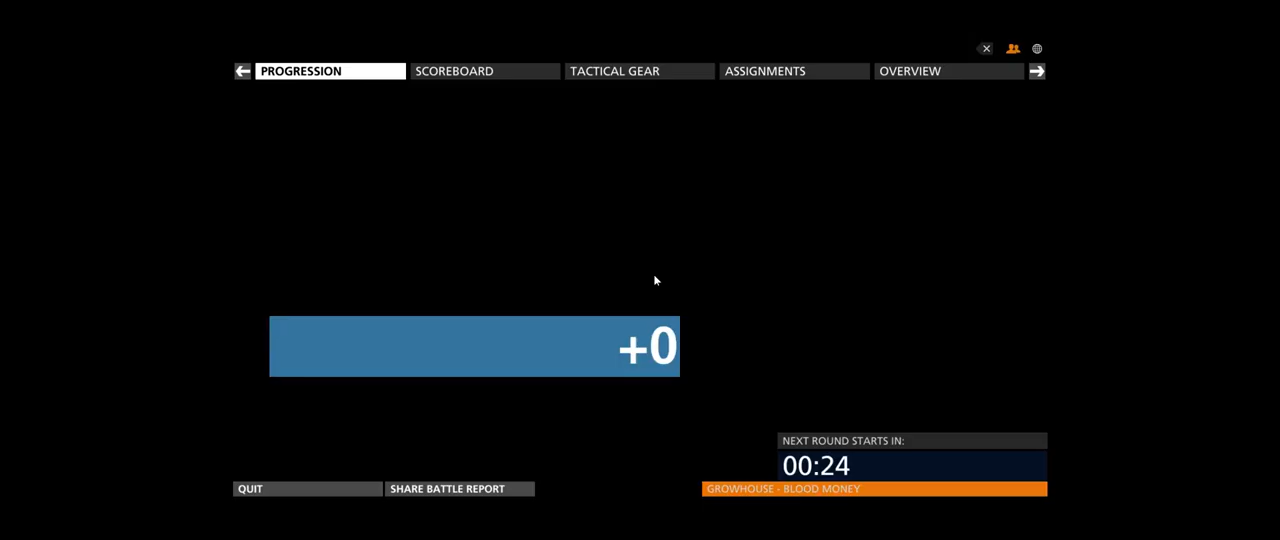 PROGRESSION SCOREBOARD TACTICAL GEAR ASSIGNMENTS OVERVIEW
+0
NEXT ROUND STARTS IN:
00:24
QUIT SHARE BATTLE REPORT GROWHOUSE - BLOOD MONEY